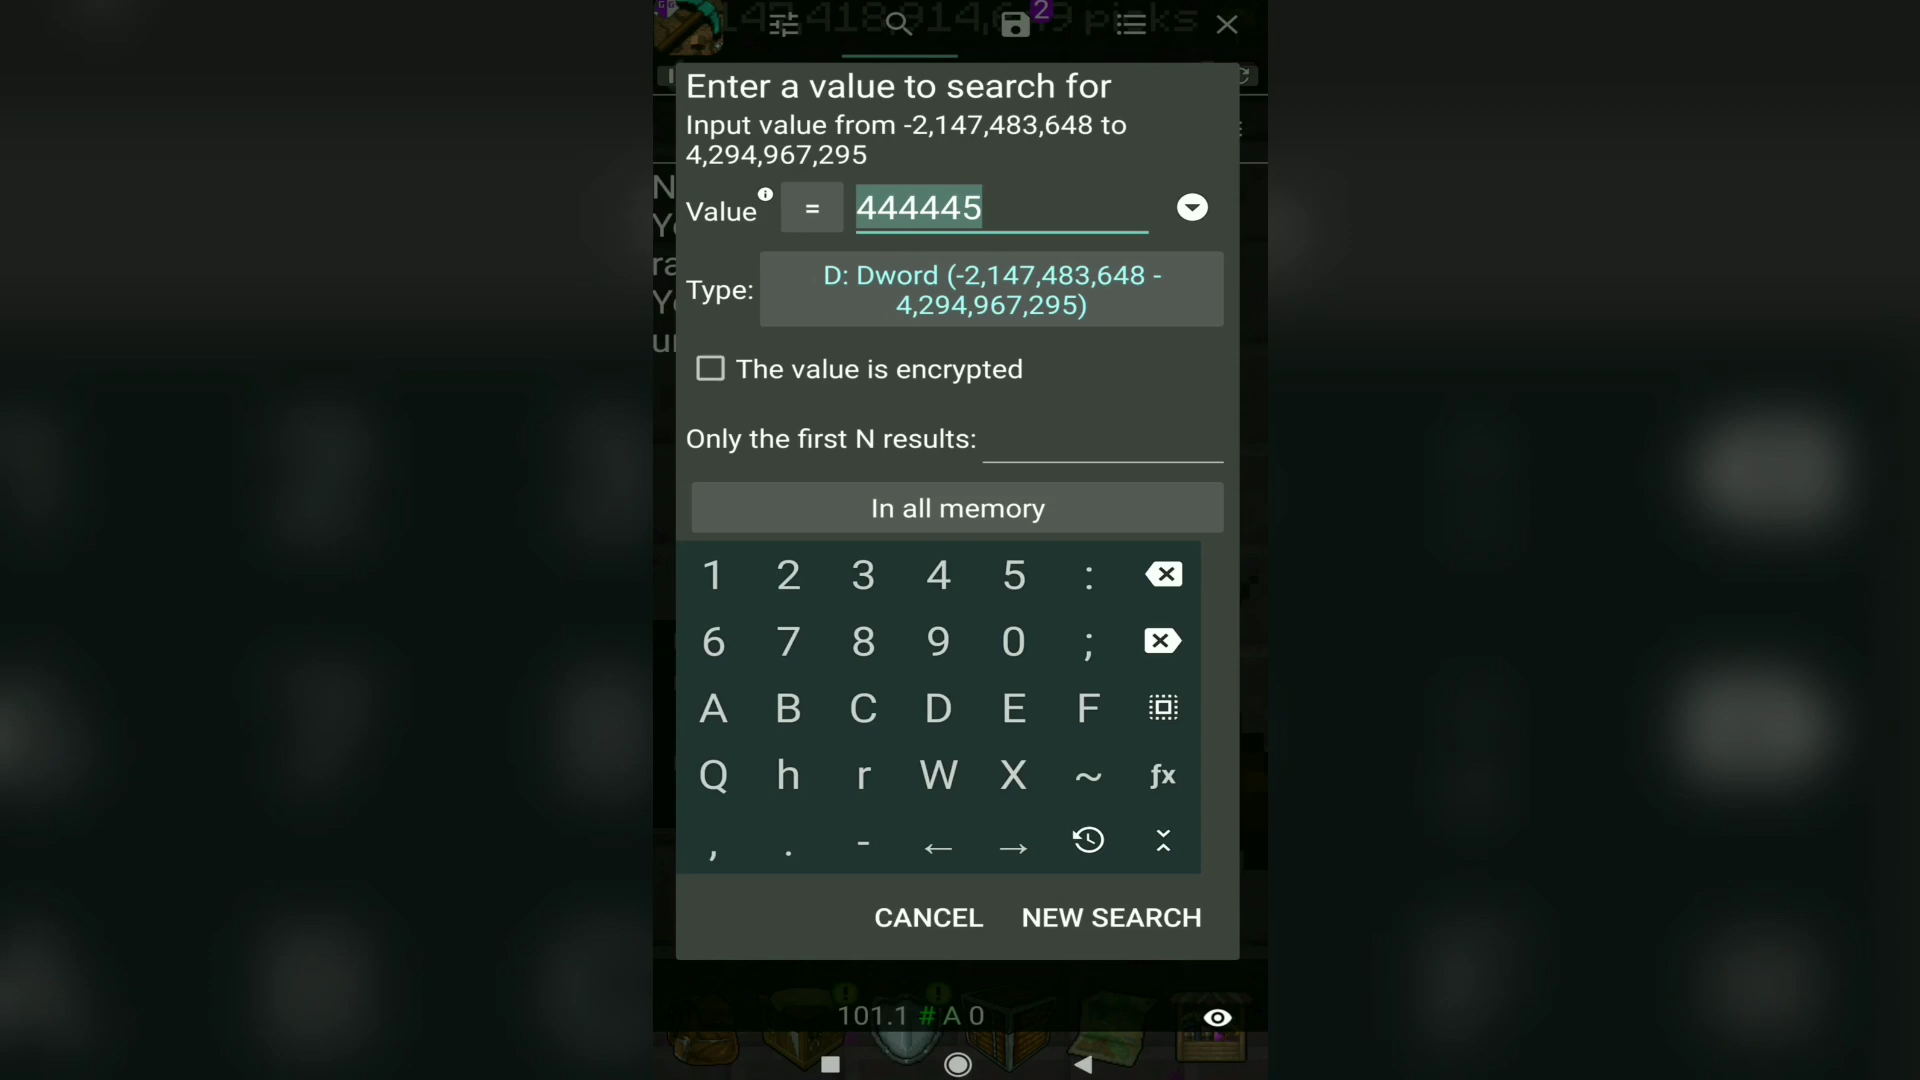 2
Enter a value to search for
Input value from -2,147,483,648 to
4,294,967,295
Value = 444445
Type: D: Dword (-2,147,483,648 -
4,294,967,295)
The value is encrypted
Only the first N results:
In all memory
1 2 3 4 5 :
6 7 8 9 0 ;
A B C D E F
Q h r W X ~ ƒx
, . - ← →
CANCEL NEW SEARCH
101.1 # A 0